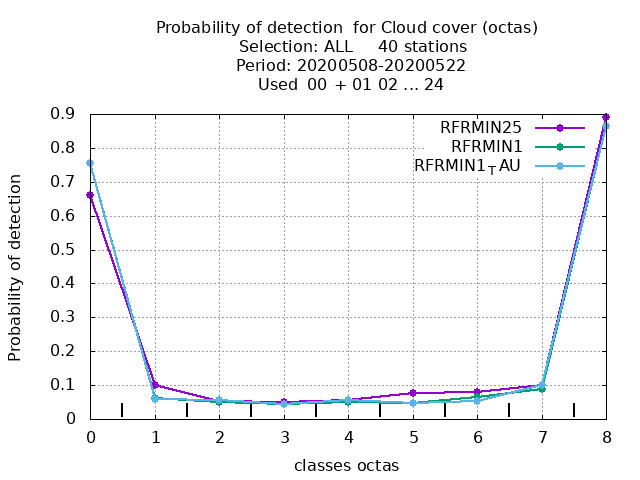 Probability of detection  for Cloud cover (octas)
Selection: ALL     40 stations
Period: 20200508-20200522
Used  00 + 01 02 ... 24
0.9
0.8
0.7
0.6
0.5
0.4
0.3
0.2
0.1
0
Probability of detection
RFRMIN25
RFRMIN1
RFRMIN1TAU
0 1 2 3 4 5 6 7 8
classes octas